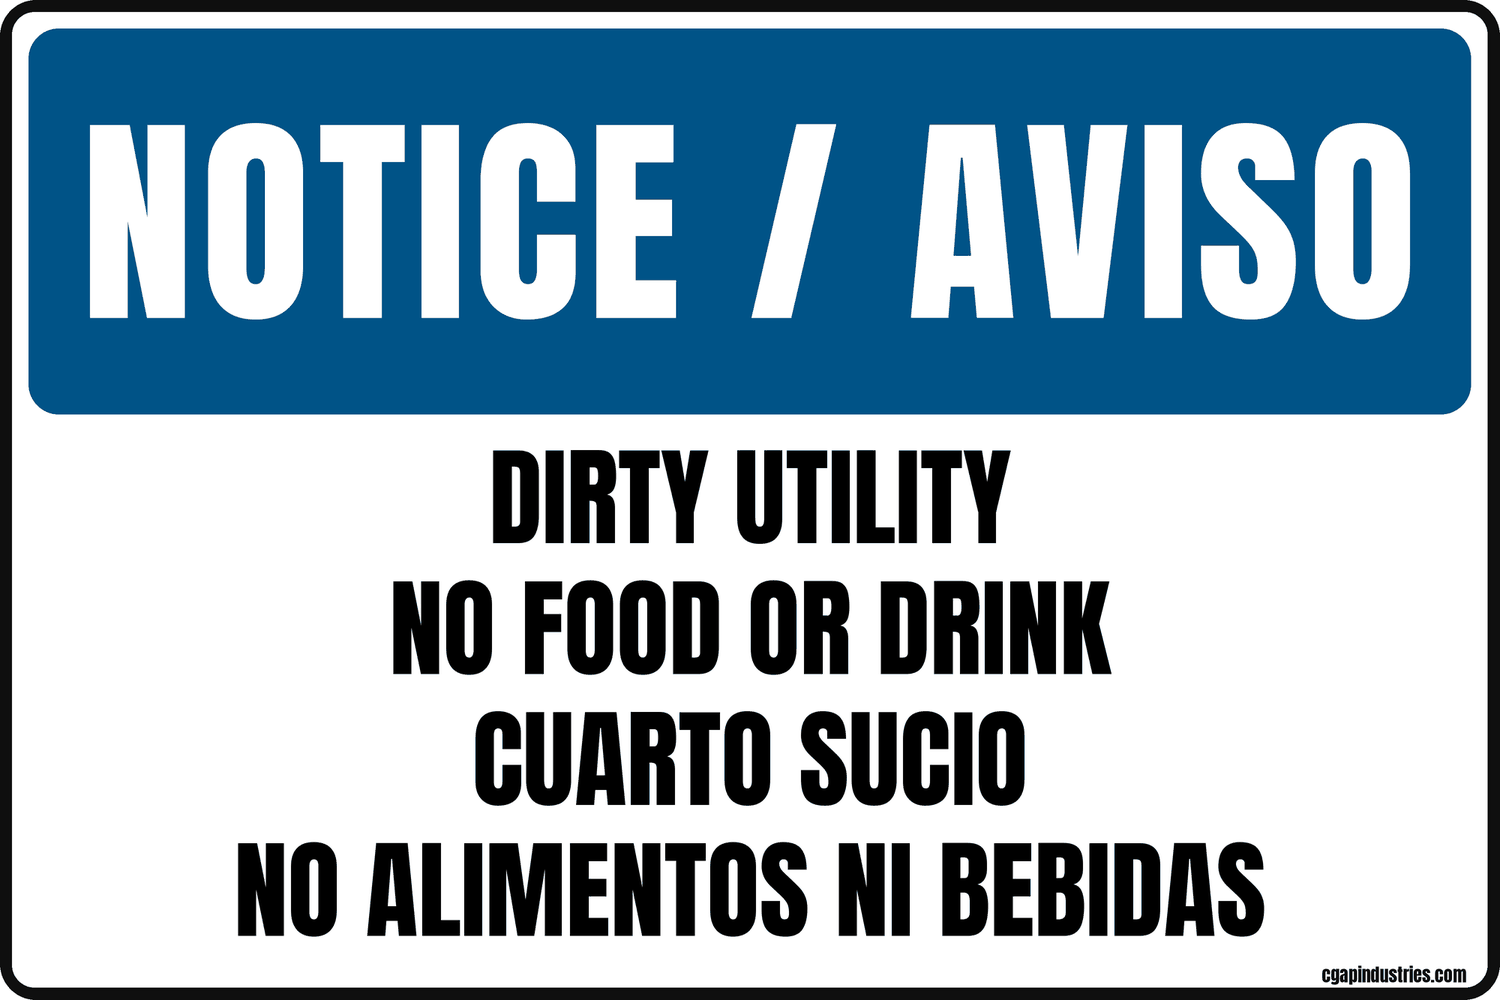 NOTICE / AVISO
DIRTY UTILITY
NO FOOD OR DRINK
CUARTO SUCIO
NO ALIMENTOS NI BEBIDAS
cgapindustries.com